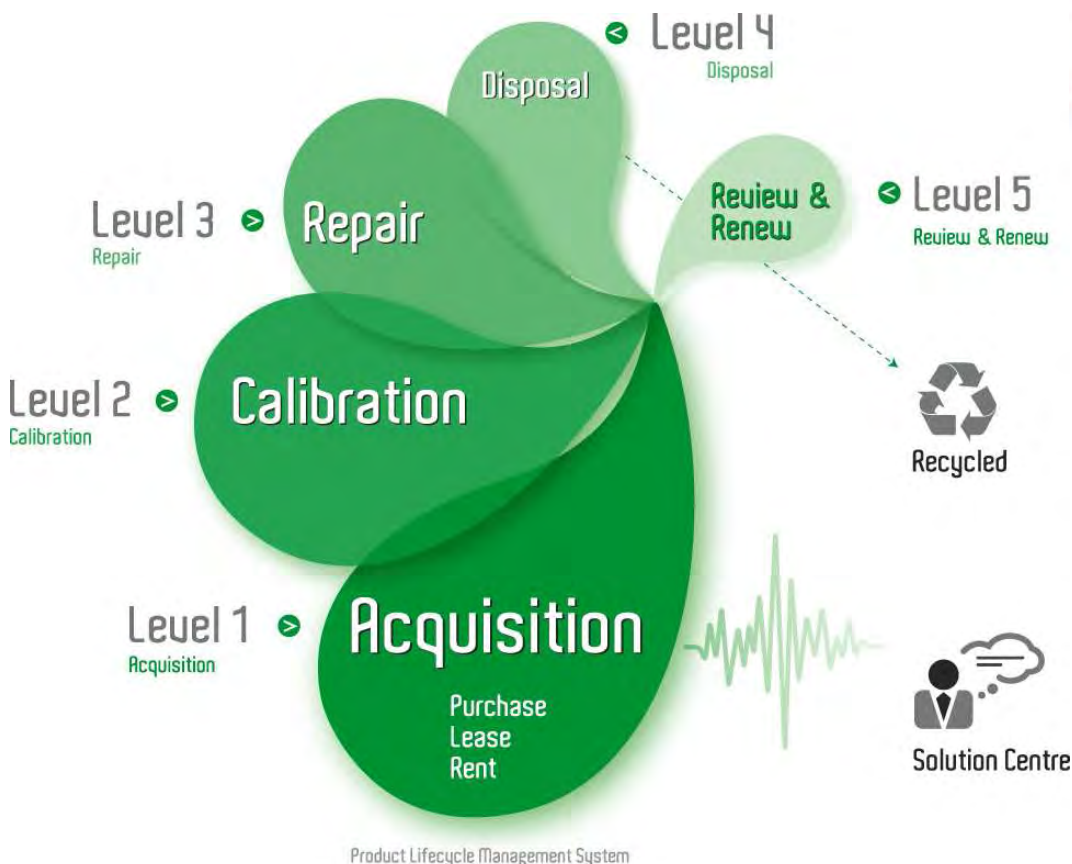 Level 4
Disposal
Disposal
Review &
Renew
Level 5
Review & Renew
Level 3
Repair
Repair
Level 2
Calibration
Calibration
Recycled
Level 1
Acquisition
Acquisition
Purchase
Lease
Rent
Solution Centre
Product Lifecycle Management System